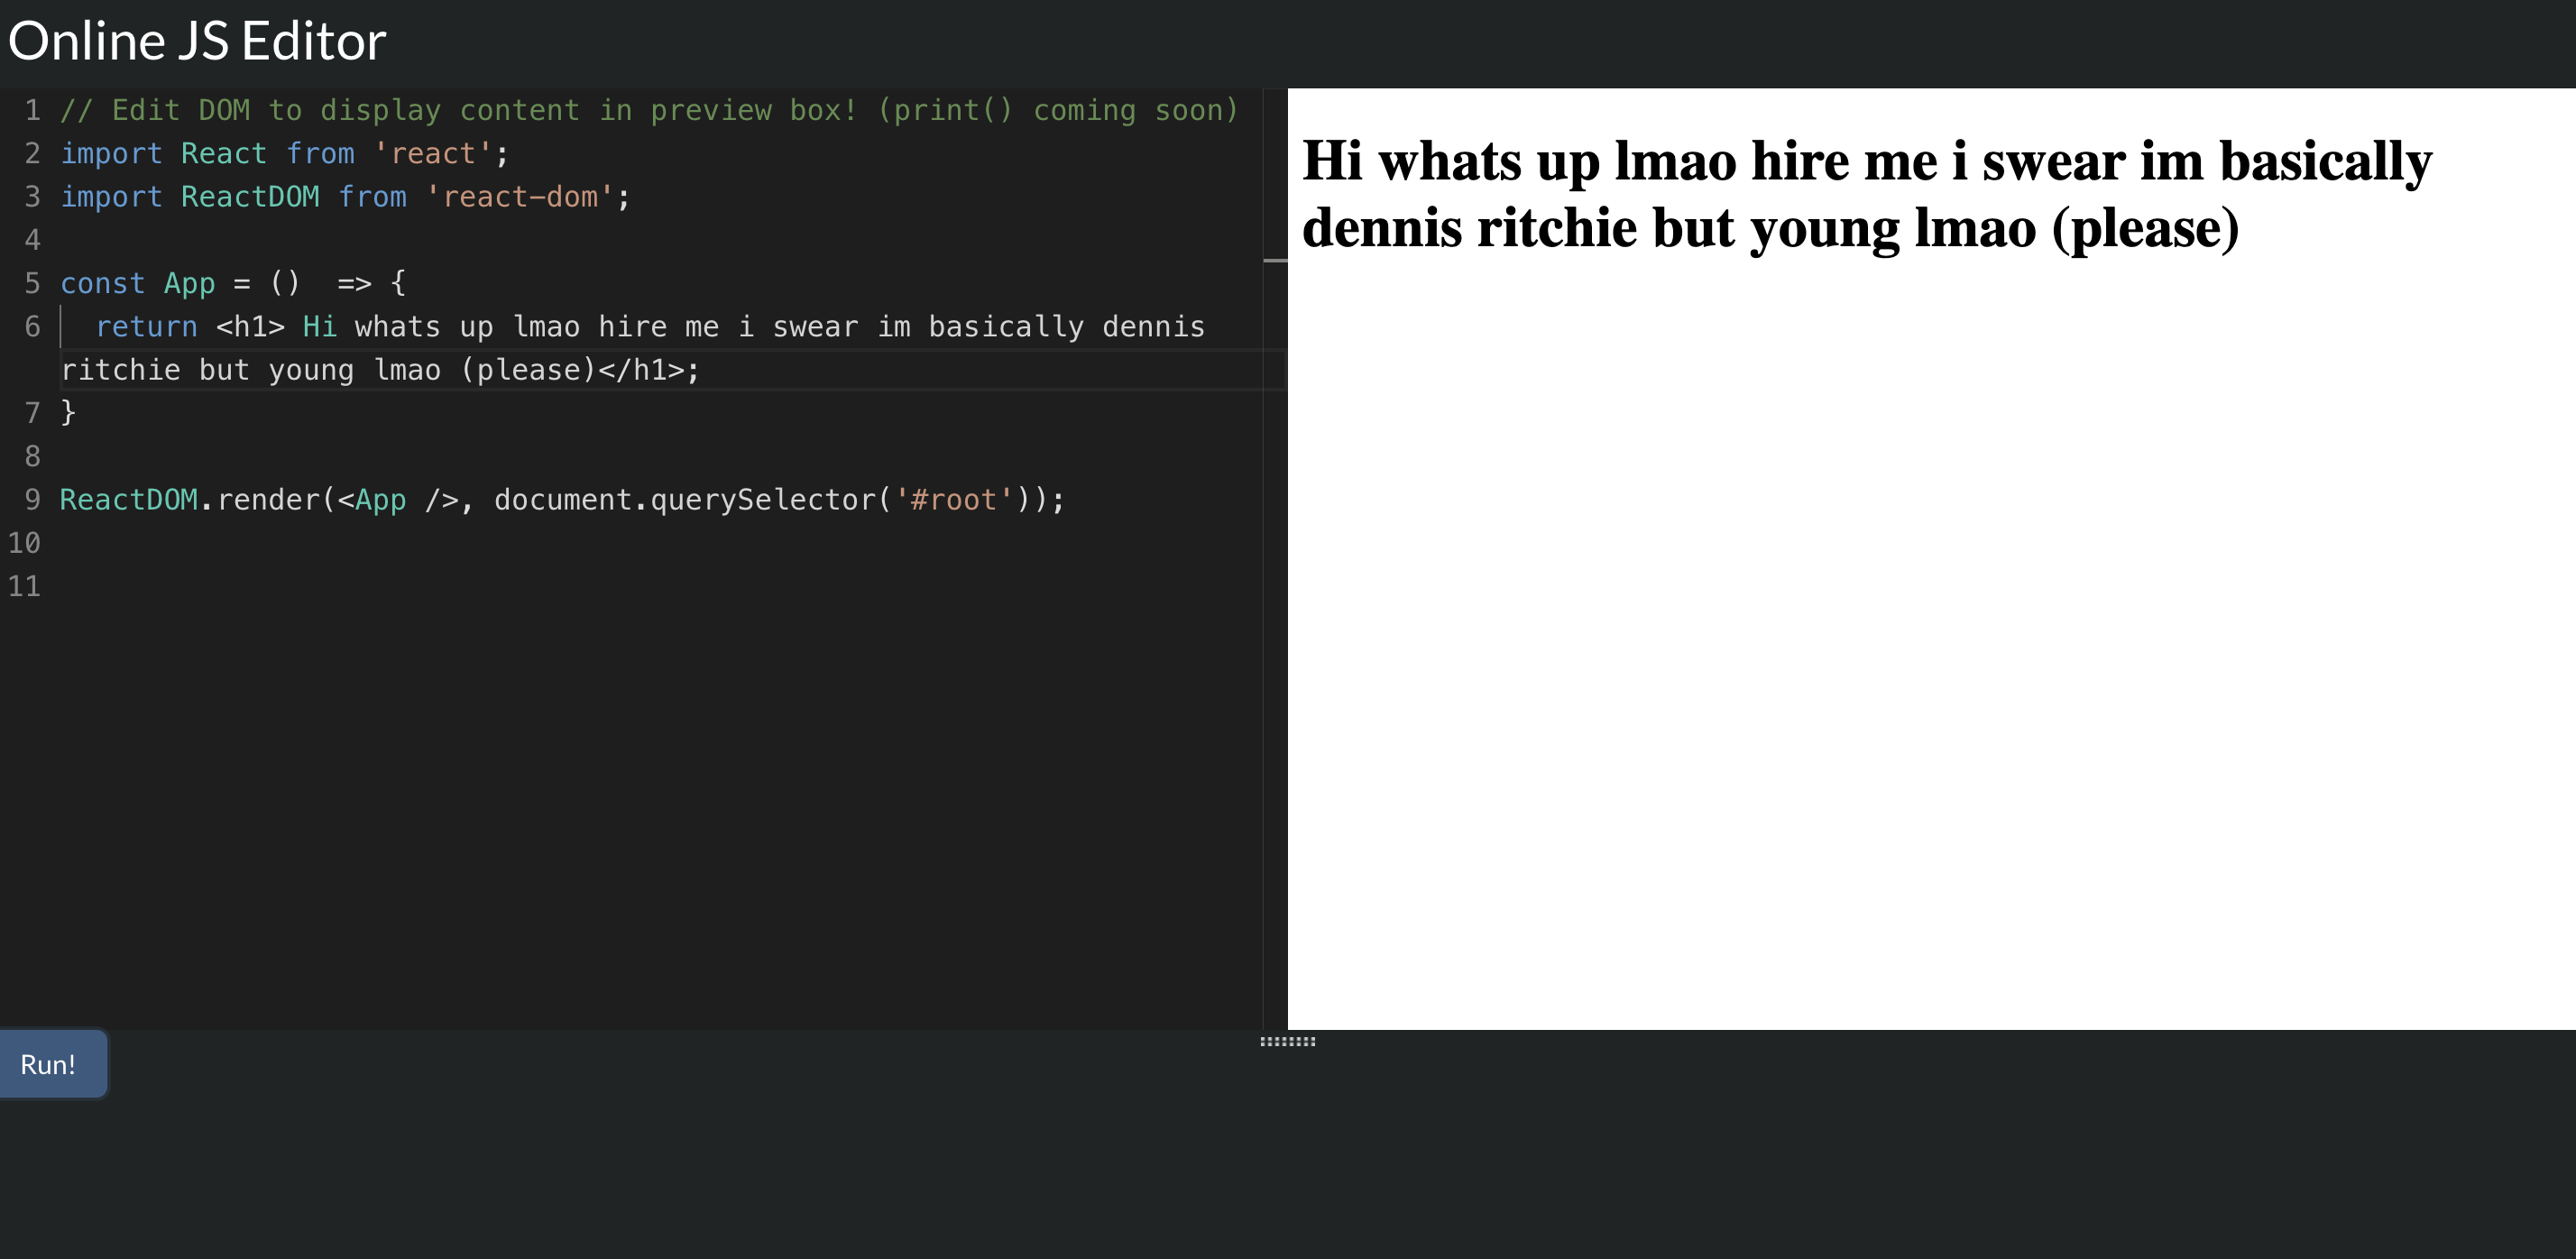 Online JS Editor
1 // Edit DOM to display content in preview box! (print() coming soon)
2 import React from 'react';
3 import ReactDOM from 'react-dom';
4
5 const App = ()  => {
6   return <h1> Hi whats up lmao hire me i swear im basically dennis
ritchie but young lmao (please)</h1>;
7 }
8
9 ReactDOM.render(<App />, document.querySelector('#root'));
10
11
Hi whats up lmao hire me i swear im basically
dennis ritchie but young lmao (please)
Run!